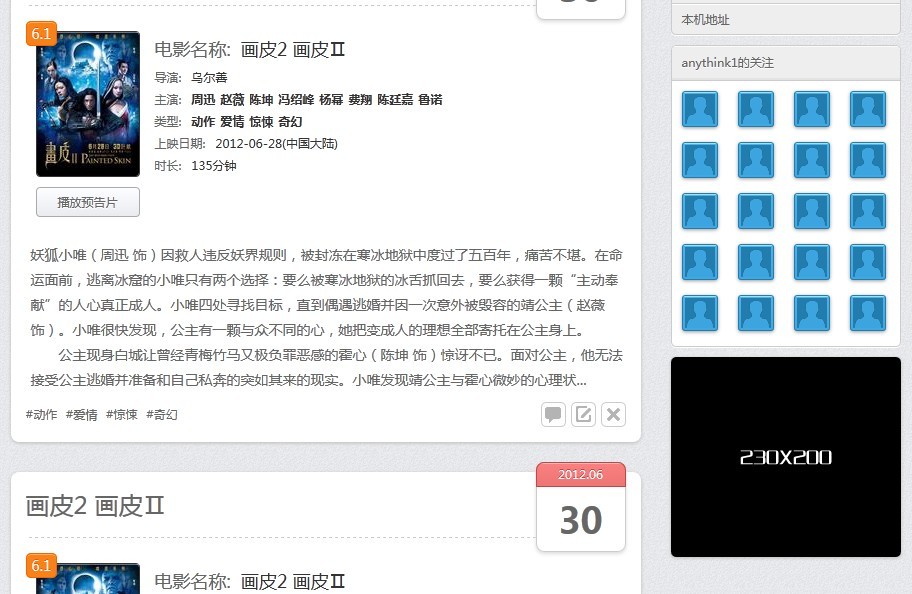 6.1
電影名称: 画皮2 画皮Ⅱ
导演: 乌尔善
主演: 周迅 赵薇 陈坤 冯绍峰 杨幂 费翔 陈廷嘉 鲁诺
类型: 动作 爱情 惊悚 奇幻
上映日期: 2012-06-28(中国大陆)
时长: 135分钟
畫皮Ⅱ PAINTED SKIN
播放预告片
妖狐小唯（周迅 饰）因救人违反妖界规则，被封冻在寒冰地狱中度过了五百年，痛苦不堪。在命
运面前，逃离冰窟的小唯只有两个选择：要么被寒冰地狱的冰舌抓回去，要么获得一颗“主动奉
献”的人心真正成人。小唯四处寻找目标，直到偶遇逃婚并因一次意外被毁容的靖公主（赵薇
饰）。小唯很快发现，公主有一颗与众不同的心，她把变成人的理想全部寄托在公主身上。
公主现身白城让曾经青梅竹马又极负罪恶感的霍心（陈坤 饰）惊讶不已。面对公主，他无法
接受公主逃婚并准备和自己私奔的突如其来的现实。小唯发现靖公主与霍心微妙的心理状...
#动作 #爱情 #惊悚 #奇幻
画皮2 画皮Ⅱ
2012.06
30
6.1
电影名称: 画皮2 画皮Ⅱ
本机地址
anything1的关注
230X200